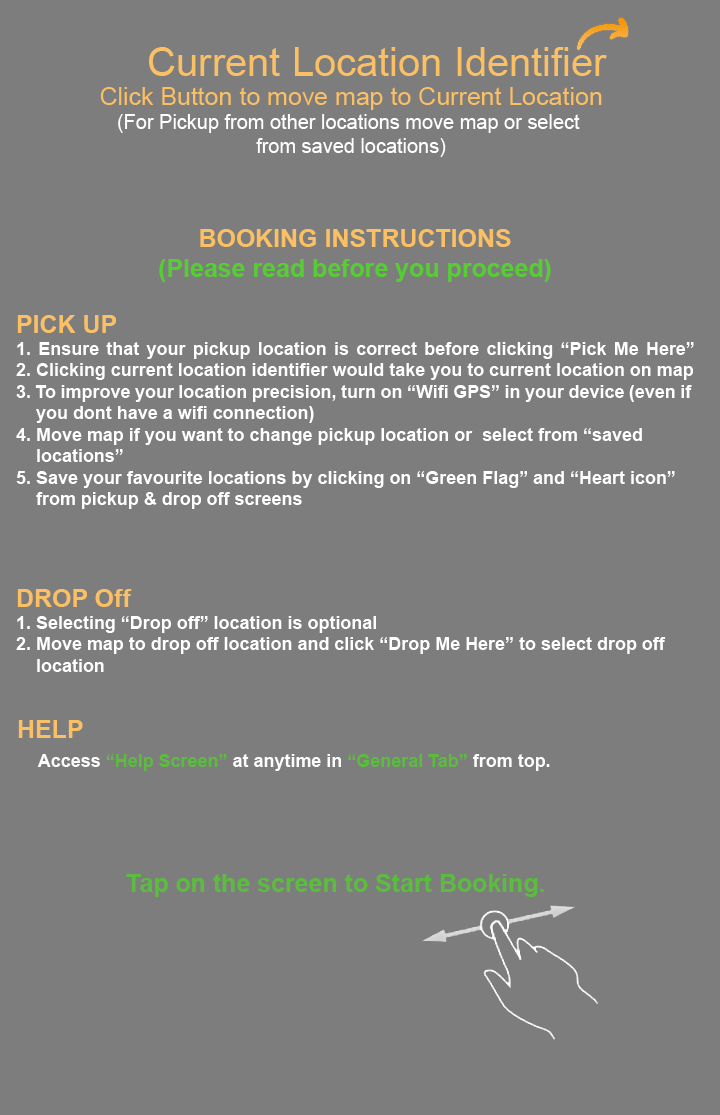 Current Location Identifier
Click Button to move map to Current Location
(For Pickup from other locations move map or select
from saved locations)
BOOKING INSTRUCTIONS
(Please read before you proceed)
PICK UP
1. Ensure that your pickup location is correct before clicking “Pick Me Here”
2. Clicking current location identifier would take you to current location on map
3. To improve your location precision, turn on “Wifi GPS” in your device (even if
you dont have a wifi connection)
4. Move map if you want to change pickup location or  select from “saved
locations”
5. Save your favourite locations by clicking on “Green Flag” and “Heart icon”
from pickup & drop off screens
DROP Off
1. Selecting “Drop off” location is optional
2. Move map to drop off location and click “Drop Me Here” to select drop off
location
HELP
Access “Help Screen” at anytime in “General Tab” from top.
Tap on the screen to Start Booking.